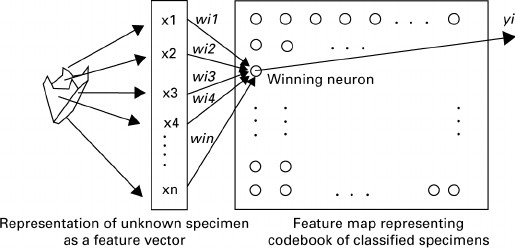 x1
x2
x3
x4
xn
wi1
wi2
wi3
wi4
win
Winning neuron
yi
Representation of unknown specimen
as a feature vector
Feature map representing
codebook of classified specimens